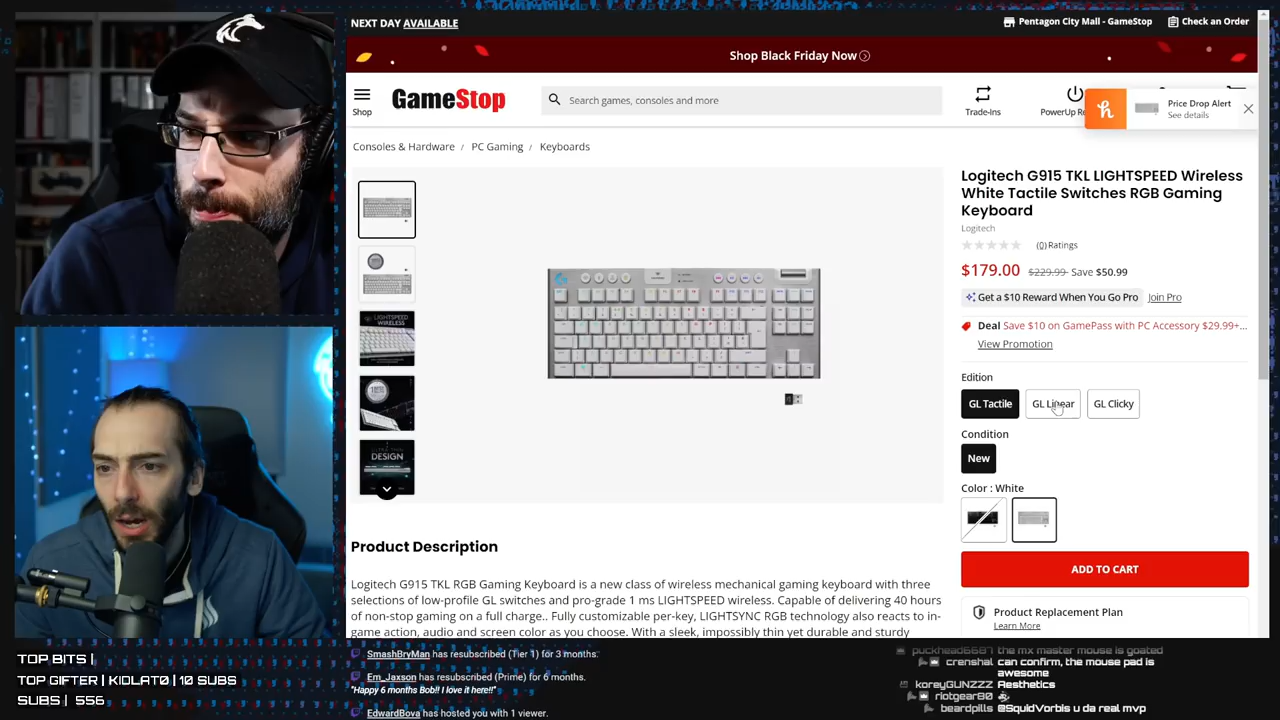 NEXT DAY AVAILABLE
Pentagon City Mall - GameStop
Check an Order
Shop Black Friday Now
Shop
GameStop
Search games, consoles and more
Trade-Ins
PowerUp Re
Price Drop Alert
See details
Consoles & Hardware / PC Gaming / Keyboards
LIGHTSPEED
WIRELESS
DESIGN
Logitech G915 TKL LIGHTSPEED Wireless
White Tactile Switches RGB Gaming
Keyboard
Logitech
(0) Ratings
$179.00 $229.99 Save $50.99
Get a $10 Reward When You Go Pro Join Pro
Deal Save $10 on GamePass with PC Accessory $29.99+...
View Promotion
Edition
GL Tactile
GL Linear
GL Clicky
Condition
New
Color : White
ADD TO CART
Product Replacement Plan
Learn More
Product Description
Logitech G915 TKL RGB Gaming Keyboard is a new class of wireless mechanical gaming keyboard with three
selections of low-profile GL switches and pro-grade 1 ms LIGHTSPEED wireless. Capable of delivering 40 hours
of non-stop gaming on a full charge.. Fully customizable per-key, LIGHTSYNC RGB technology also reacts to in-
game action, audio and screen color as you choose. With a sleek, impossibly thin yet durable and sturdy
TOP BITS |
TOP GIFTER | KIDLAT0 | 10 SUBS
SUBS | 556
SmashBryMan has resubscribed (Tier 1) for 3 months.
Em_Jaxson has resubscribed (Prime) for 6 months.
"Happy 6 months Bob!! I love it here!!"
EdwardBova has hosted you with 1 viewer.
puckhead6687 the mx master mouse is goated
crenshal can confirm, the mouse pad is
awesome
koreyGUNZZZ Aesthetics
riotgear80
beardpills @SquidVorbis u da real mvp